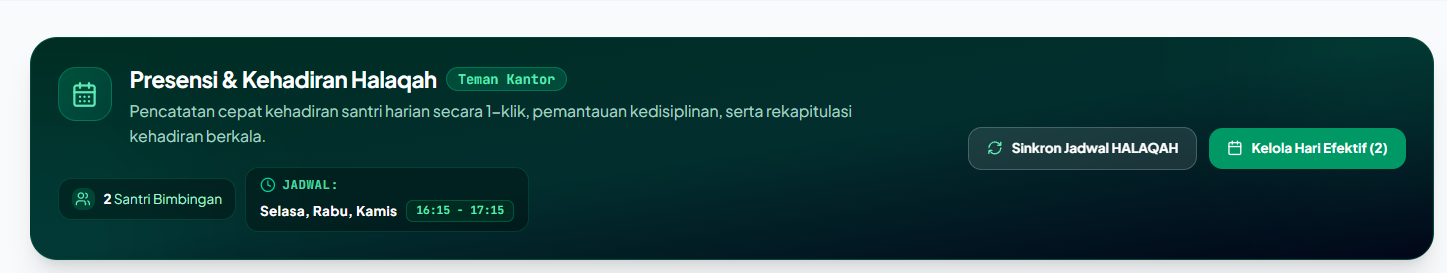 Presensi & Kehadiran Halaqah Teman Kantor
Pencatatan cepat kehadiran santri harian secara 1-klik, pemantauan kedisiplinan, serta rekapitulasi
kehadiran berkala.
Sinkron Jadwal HALAQAH Kelola Hari Efektif (2)
2 Santri Bimbingan
JADWAL:
Selasa, Rabu, Kamis 16:15 - 17:15